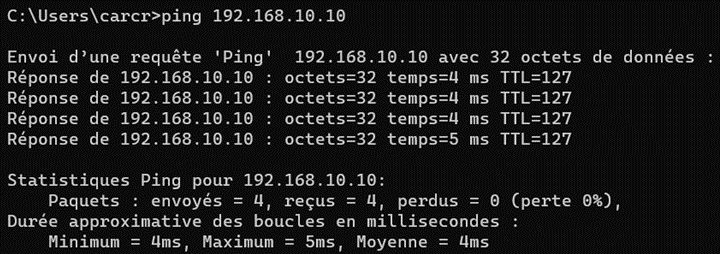 C:\Users\carcr>ping 192.168.10.10
Envoi d’une requête 'Ping'  192.168.10.10 avec 32 octets de données :
Réponse de 192.168.10.10 : octets=32 temps=4 ms TTL=127
Réponse de 192.168.10.10 : octets=32 temps=4 ms TTL=127
Réponse de 192.168.10.10 : octets=32 temps=4 ms TTL=127
Réponse de 192.168.10.10 : octets=32 temps=5 ms TTL=127
Statistiques Ping pour 192.168.10.10:
    Paquets : envoyés = 4, reçus = 4, perdus = 0 (perte 0%),
Durée approximative des boucles en millisecondes :
    Minimum = 4ms, Maximum = 5ms, Moyenne = 4ms